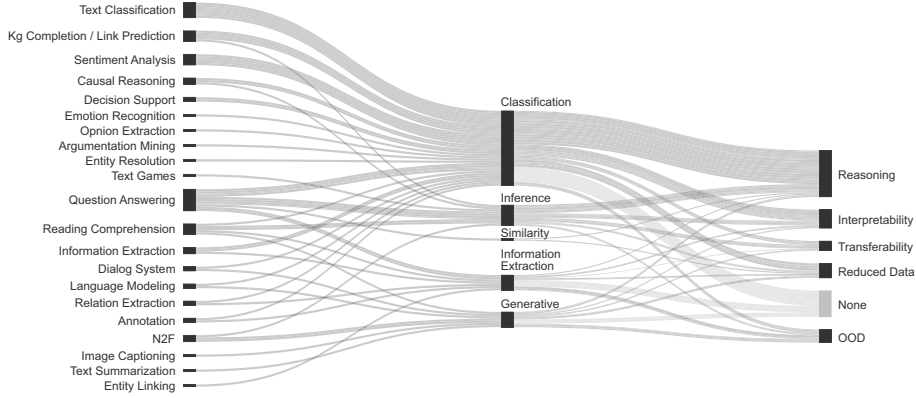 Text Classification
Kg Completion / Link Prediction
Sentiment Analysis
Causal Reasoning
Decision Support
Emotion Recognition
Opnion Extraction
Argumentation Mining
Entity Resolution
Text Games
Question Answering
Reading Comprehension
Information Extraction
Dialog System
Language Modeling
Relation Extraction
Annotation
N2F
Image Captioning
Text Summarization
Entity Linking
Classification
Inference
Similarity
Information
Extraction
Generative
Reasoning
Interpretability
Transferability
Reduced Data
None
OOD